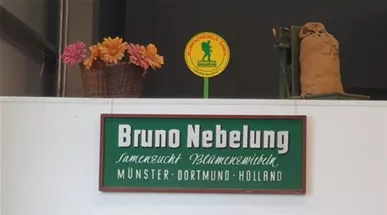 Bruno Nebelung
Samenzucht Blumenzwiebeln
MÜNSTER · DORTMUND · HOLLAND